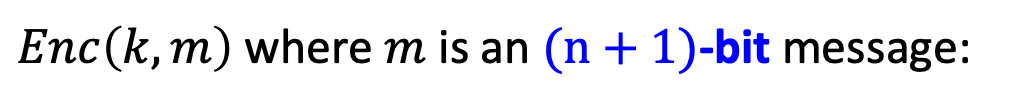 Enc(k, m) where m is an (n + 1)-bit message: